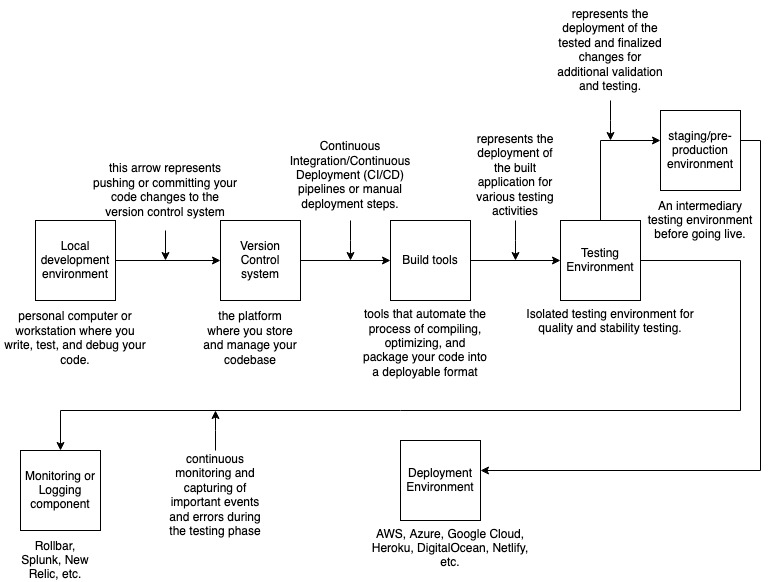 represents the
deployment of the
tested and finalized
changes for
additional validation
and testing.
this arrow represents
pushing or committing your
code changes to the
version control system
Continuous
Integration/Continuous
Deployment (CI/CD)
pipelines or manual
deployment steps.
represents the
deployment of
the built
application for
various testing
activities
staging/pre-
production
environment
An intermediary
testing environment
before going live.
Local
development
environment
Version
Control
system
Build tools
Testing
Environment
personal computer or
workstation where you
write, test, and debug your
code.
the platform
where you store
and manage your
codebase
tools that automate the
process of compiling,
optimizing, and
package your code into
a deployable format
Isolated testing environment for
quality and stability testing.
Monitoring or
Logging
component
Rollbar,
Splunk, New
Relic, etc.
continuous
monitoring and
capturing of
important events
and errors during
the testing phase
Deployment
Environment
AWS, Azure, Google Cloud,
Heroku, DigitalOcean, Netlify,
etc.